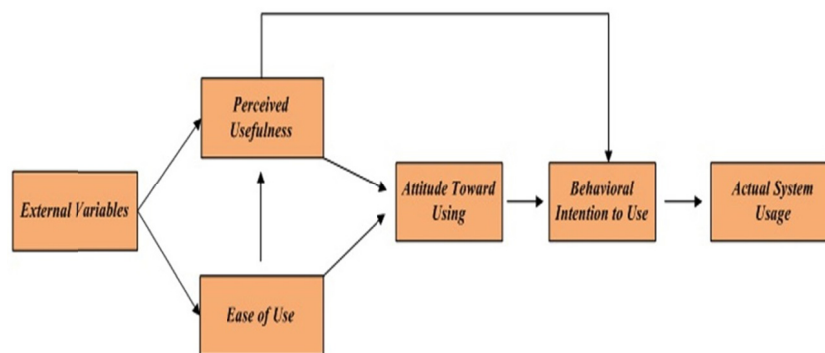 Perceived
Usefulness
External Variables
Ease of Use
Attitude Toward
Using
Behavioral
Intention to Use
Actual System
Usage